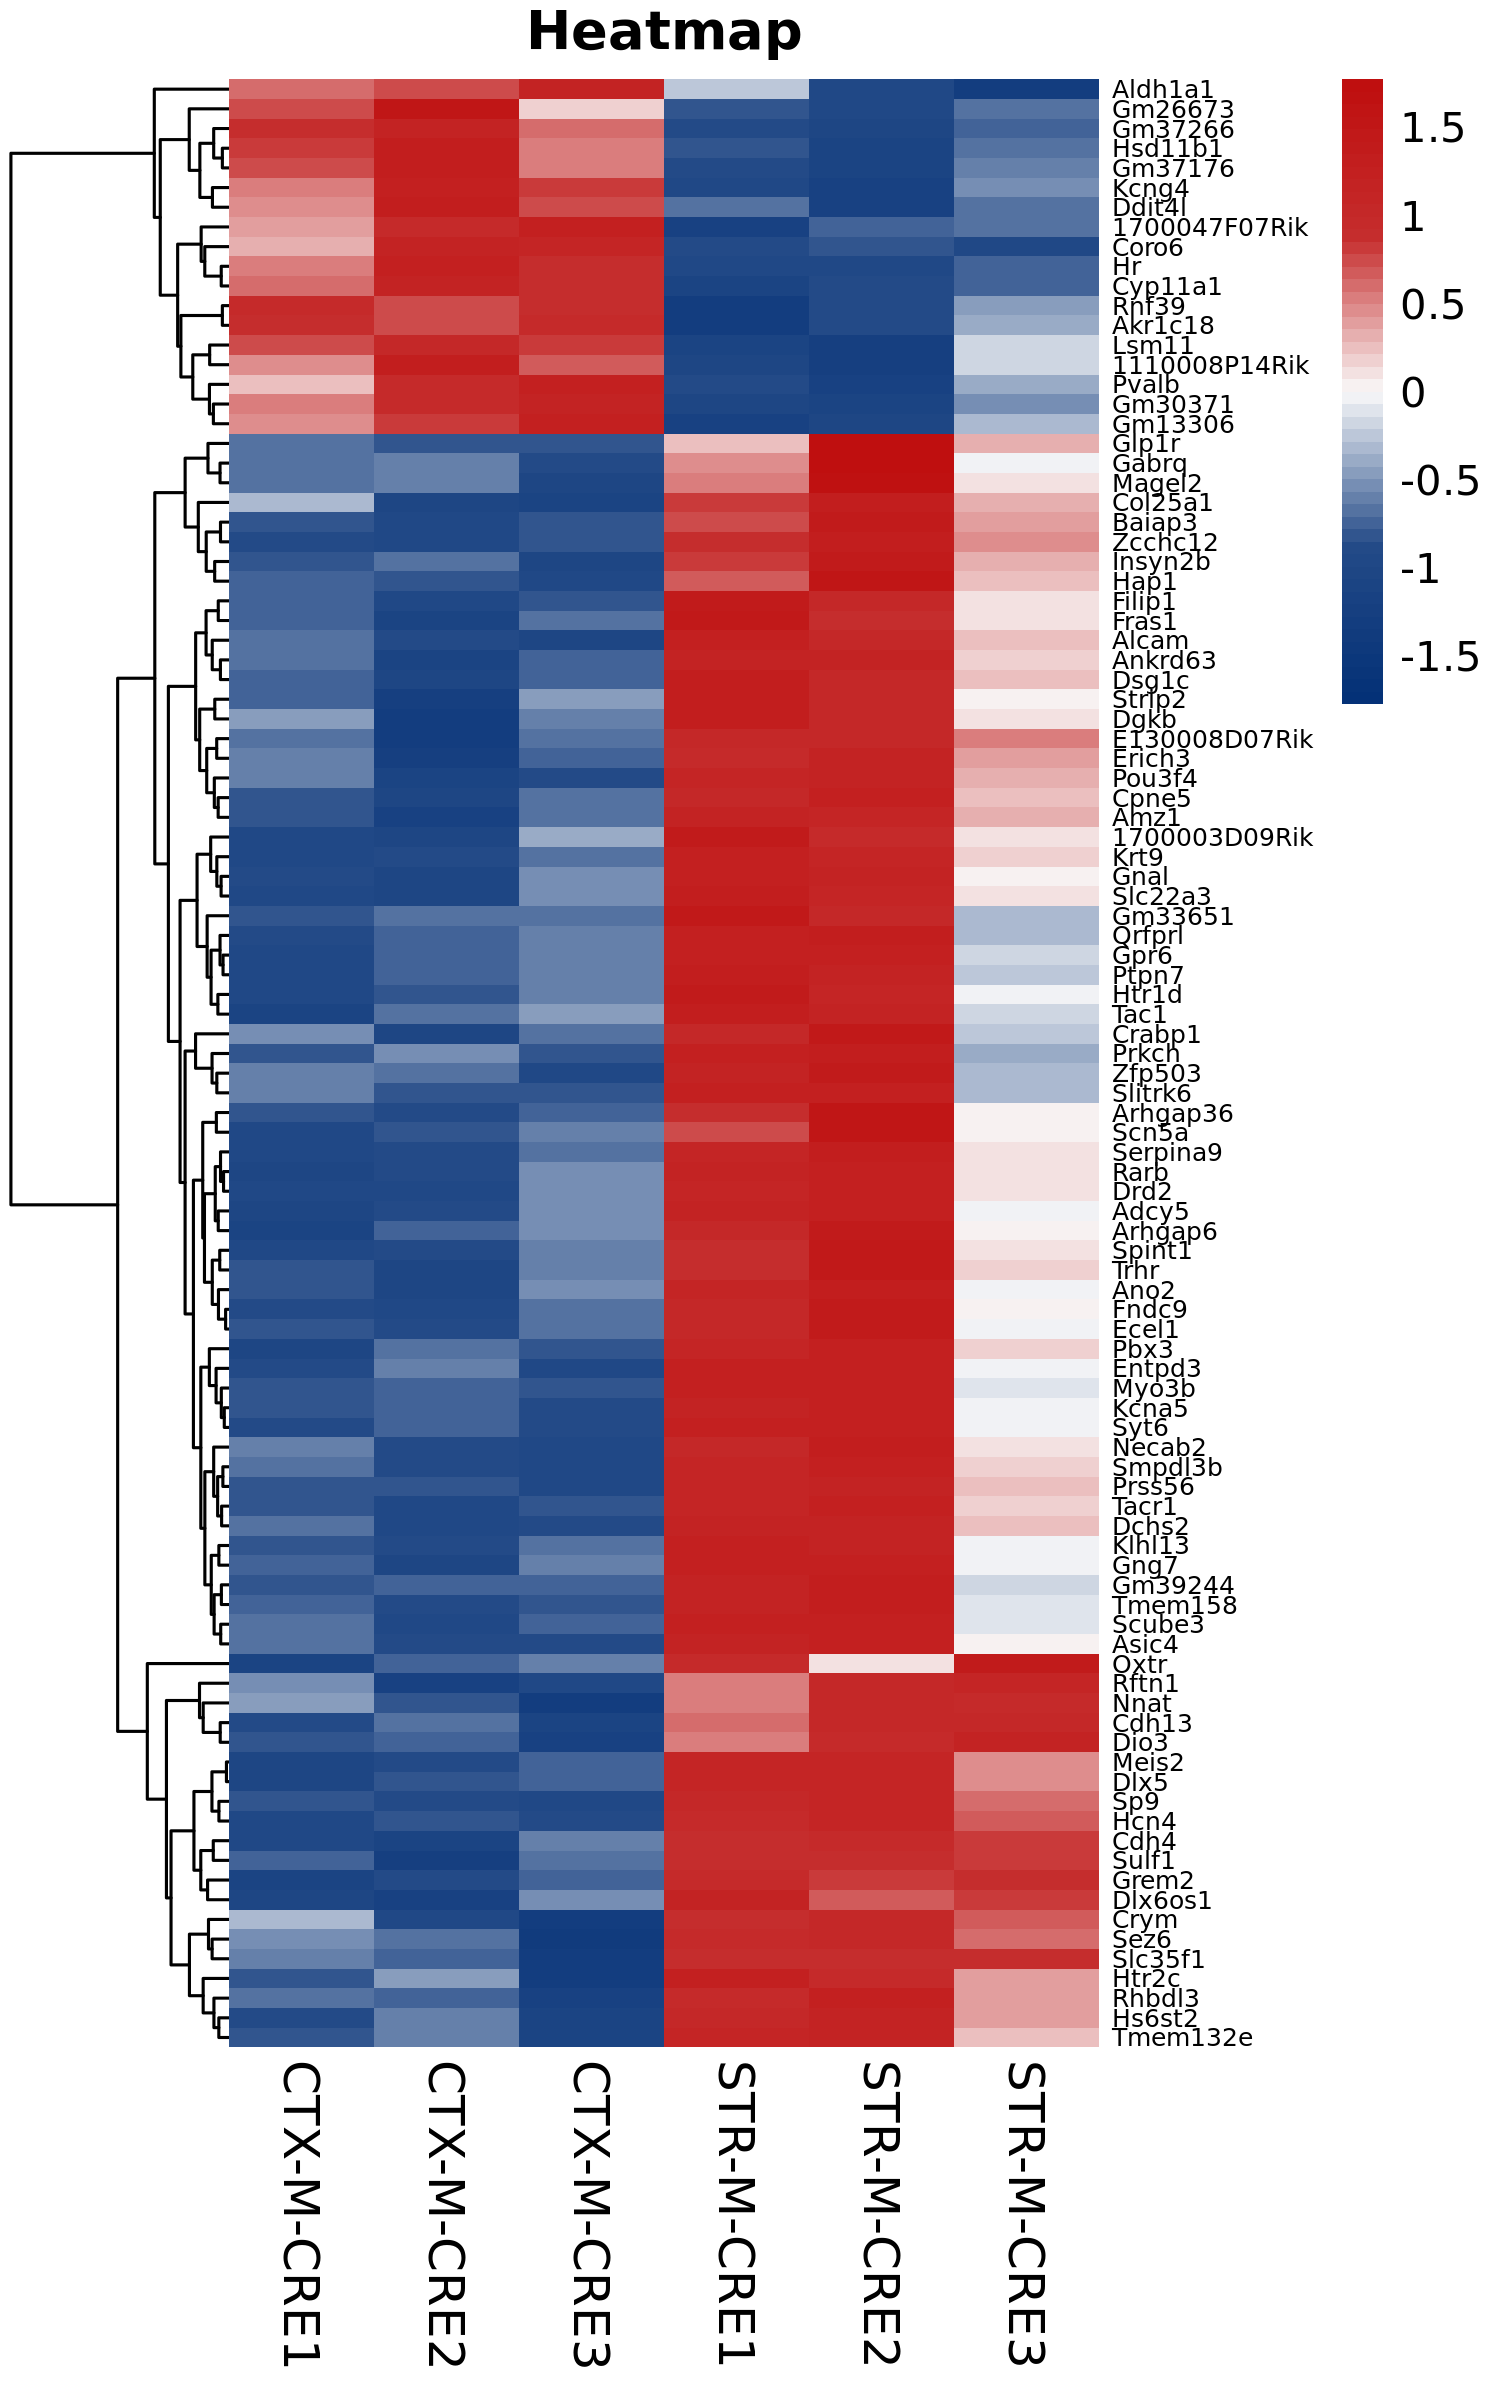 Heatmap
Aldh1a1
Gm26673
Gm37266
Hsd11b1
Gm37176
Kcng4
Ddit4l
1700047F07Rik
Coro6
Hr
Cyp11a1
Rnf39
Akr1c18
Lsm11
1110008P14Rik
Pvalb
Gm30371
Gm13306
Glp1r
Gabrq
Magel2
Col25a1
Baiap3
Zcchc12
Insyn2b
Hap1
Filip1
Fras1
Alcam
Ankrd63
Dsg1c
Strip2
Dgkb
E130008D07Rik
Erich3
Pou3f4
Cpne5
Amz1
1700003D09Rik
Krt9
Gnal
Slc22a3
Gm33651
Qrfprl
Gpr6
Ptpn7
Htr1d
Tac1
Crabp1
Prkch
Zfp503
Slitrk6
Arhgap36
Scn5a
Serpina9
Rarb
Drd2
Adcy5
Arhgap6
Spint1
Trhr
Ano2
Fndc9
Ecel1
Pbx3
Entpd3
Myo3b
Kcna5
Syt6
Necab2
Smpdl3b
Prss56
Tacr1
Dchs2
Klhl13
Gng7
Gm39244
Tmem158
Scube3
Asic4
Oxtr
Rftn1
Nnat
Cdh13
Dio3
Meis2
Dlx5
Sp9
Hcn4
Cdh4
Sulf1
Grem2
Dlx6os1
Crym
Sez6
Slc35f1
Htr2c
Rhbdl3
Hs6st2
Tmem132e
1.5
1
0.5
0
-0.5
-1
-1.5
CTX-M-CRE1
CTX-M-CRE2
CTX-M-CRE3
STR-M-CRE1
STR-M-CRE2
STR-M-CRE3